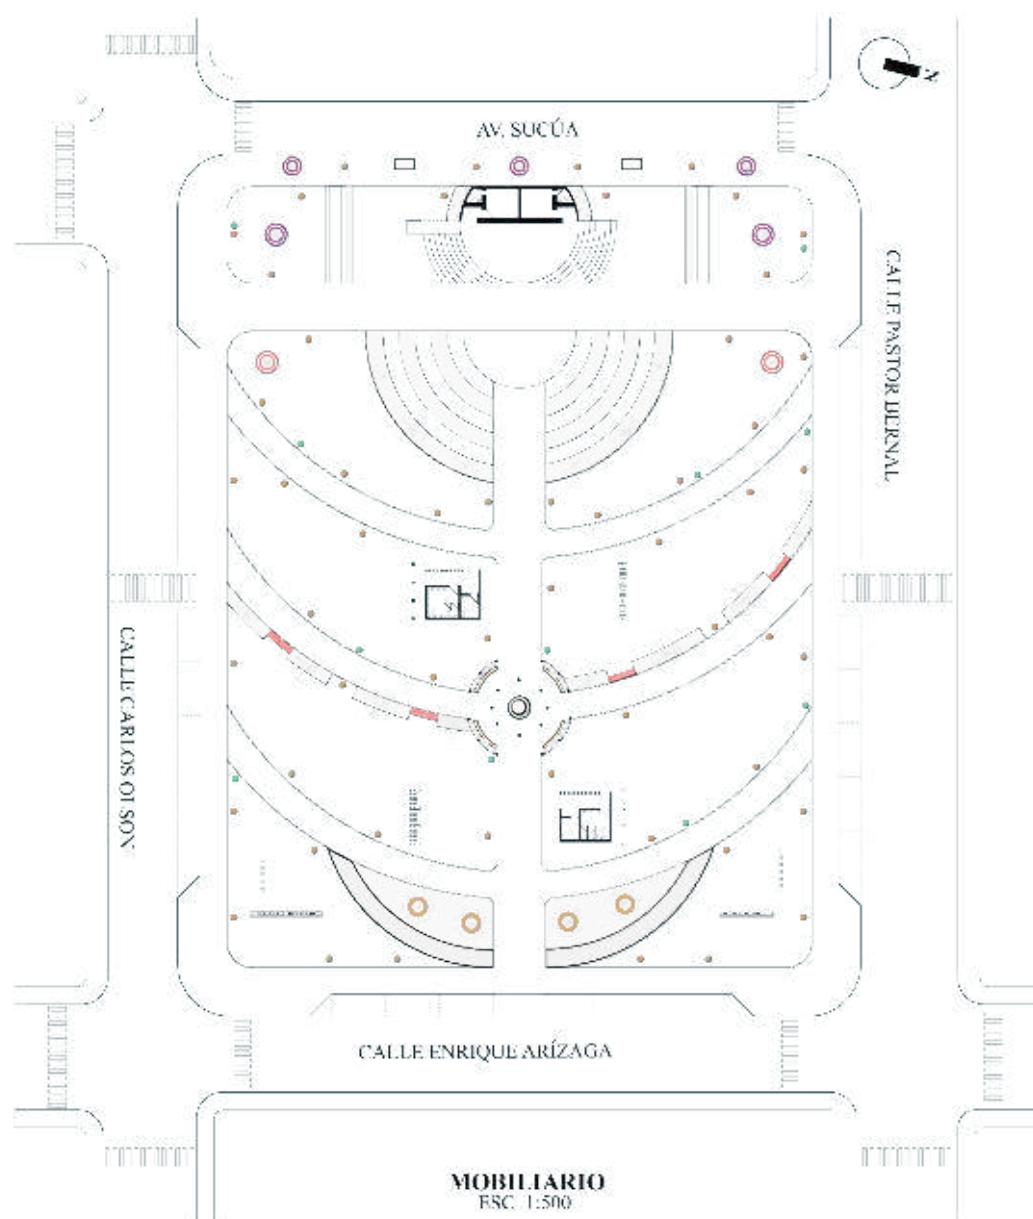 N
AV. SUCÚA
CALLE PASTOR BERNAL
CALLE CARLOS OLSON
CALLE ENRIQUE ARÍZAGA
MOBILIARIO
ESC 1:500